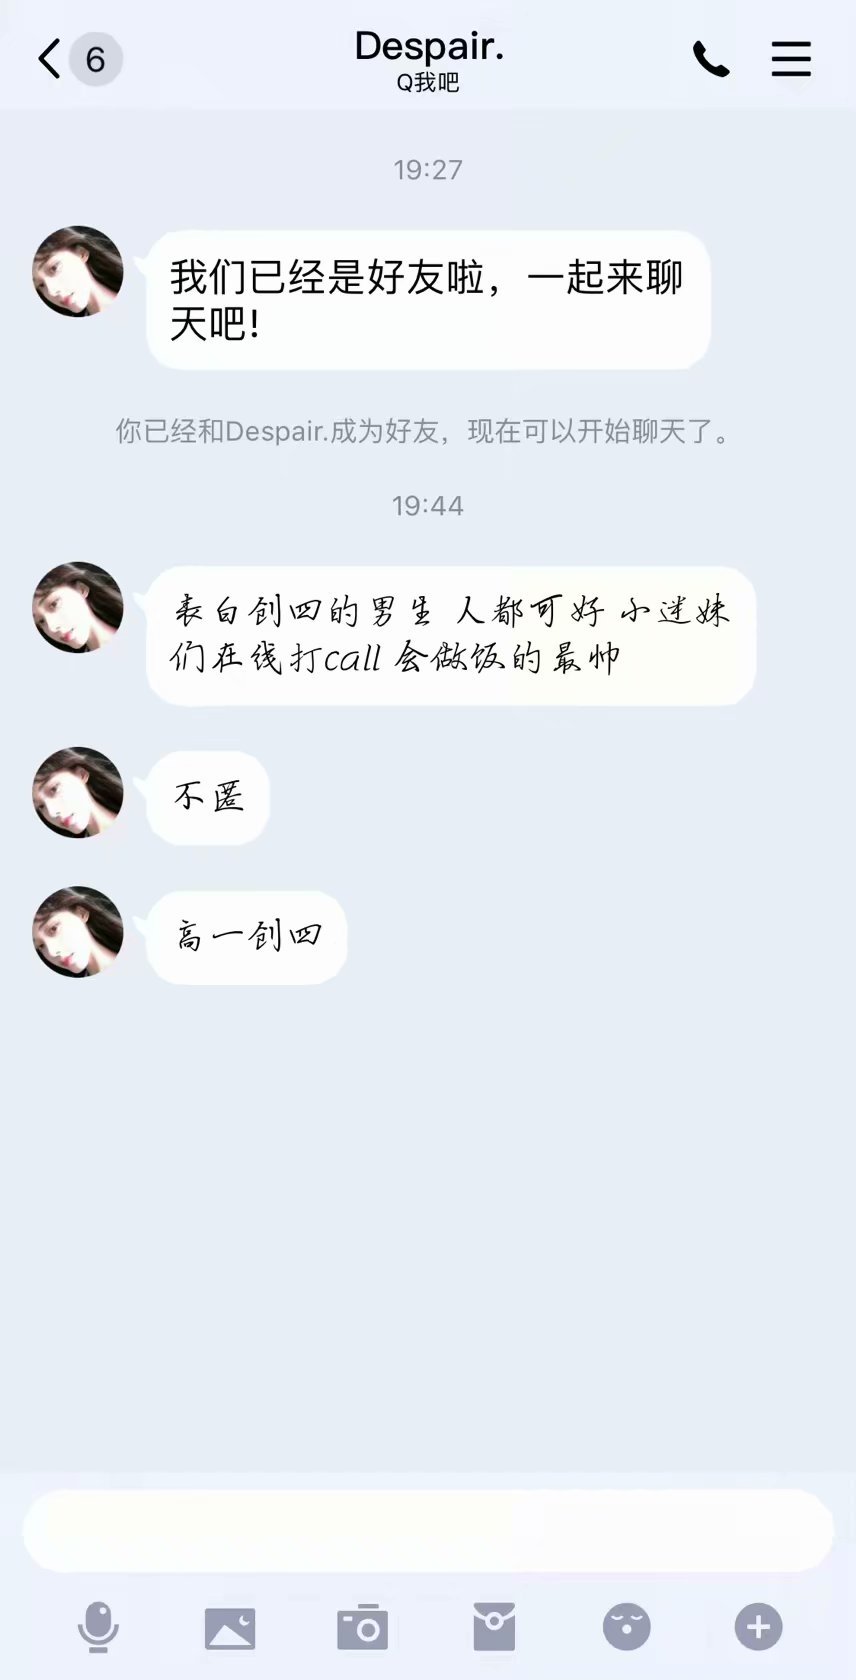 6
Despair.
Q我吧
19:27
我们已经是好友啦，一起来聊
天吧!
你已经和Despair.成为好友，现在可以开始聊天了。
19:44
表白创四的男生 人都可好 小迷妹
们在线打call 会做饭的最帅
不匿
高一创四